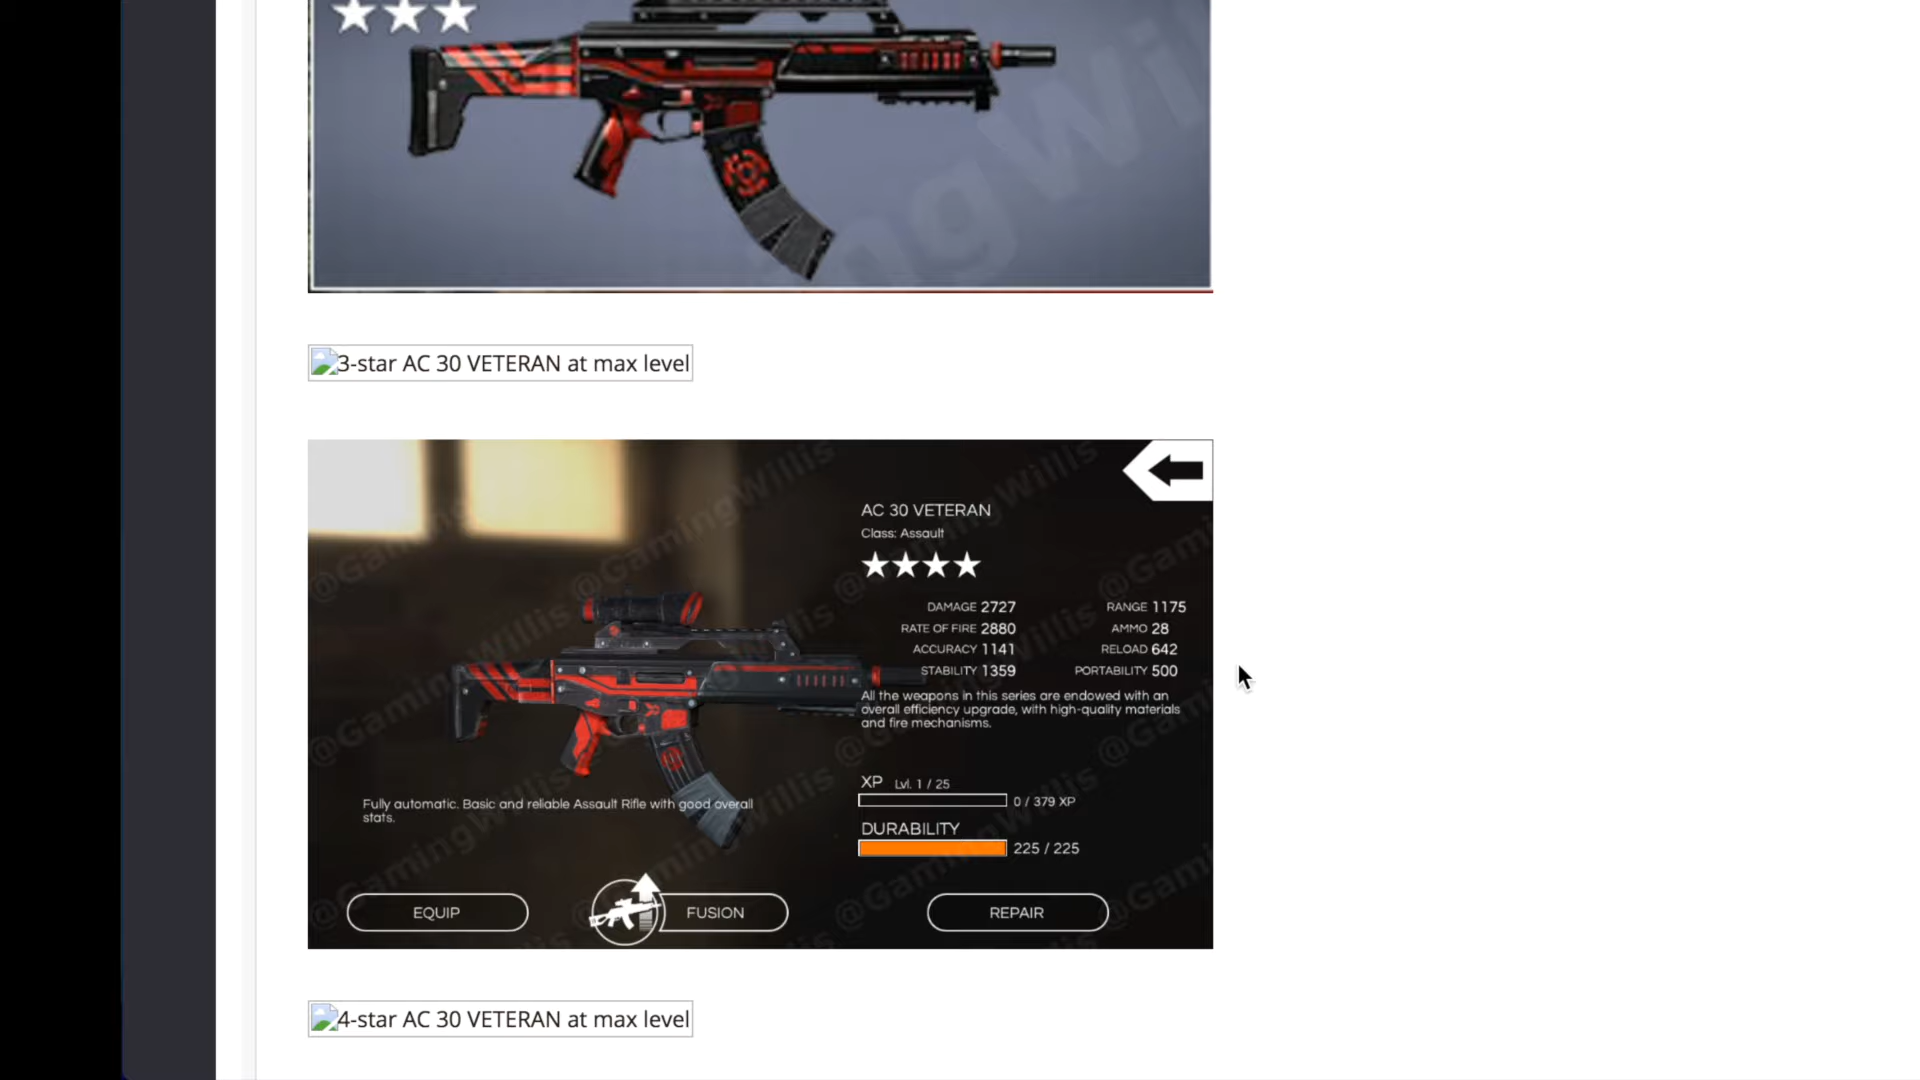 ngWil
3-star AC 30 VETERAN at max level
AC 30 VETERAN
Class: Assault
DAMAGE 2727 RANGE 1175
RATE OF FIRE 2880 AMMO 28
ACCURACY 1141 RELOAD 642
STABILITY 1359 PORTABILITY 500
All the weapons in this series are endowed with an
overall efficiency upgrade, with high-quality materials
and fire mechanisms.
XP Lvl. 1 / 25
0 / 379 XP
Fully automatic. Basic and reliable Assault Rifle with good overall
stats.
DURABILITY
225 / 225
EQUIP FUSION REPAIR
@GamingWillis
4-star AC 30 VETERAN at max level